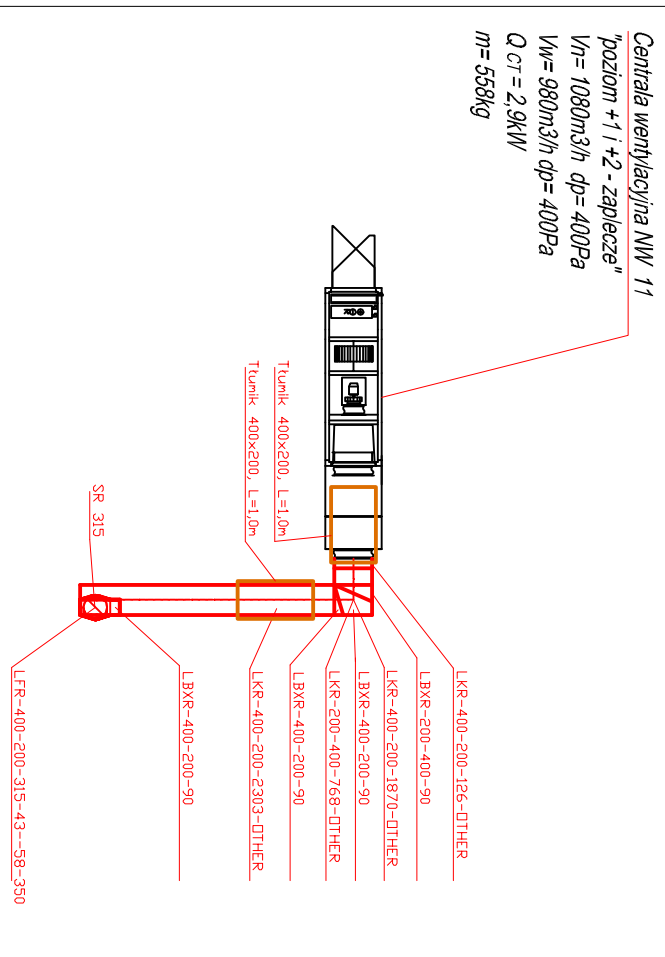 Centrala wentylacyjna NW 11
"poziom +1 i +2 - zaplecze"
Vn= 1080m3/h dp= 400Pa
Vw= 980m3/h dp= 400Pa
Q CT = 2,9kW
m= 558kg
LKR-400-200-126-OTHER
LBXR-200-400-90
LKR-400-200-1870-OTHER
LBXR-400-200-90
LKR-200-400-768-OTHER
LBXR-400-200-90
LKR-400-200-2303-OTHER
LBXR-400-200-90
LFR-400-200-315-43--58-350
Tłumik 400x200, L=1,0m
Tłumik 400x200, L=1,0m
SR 315